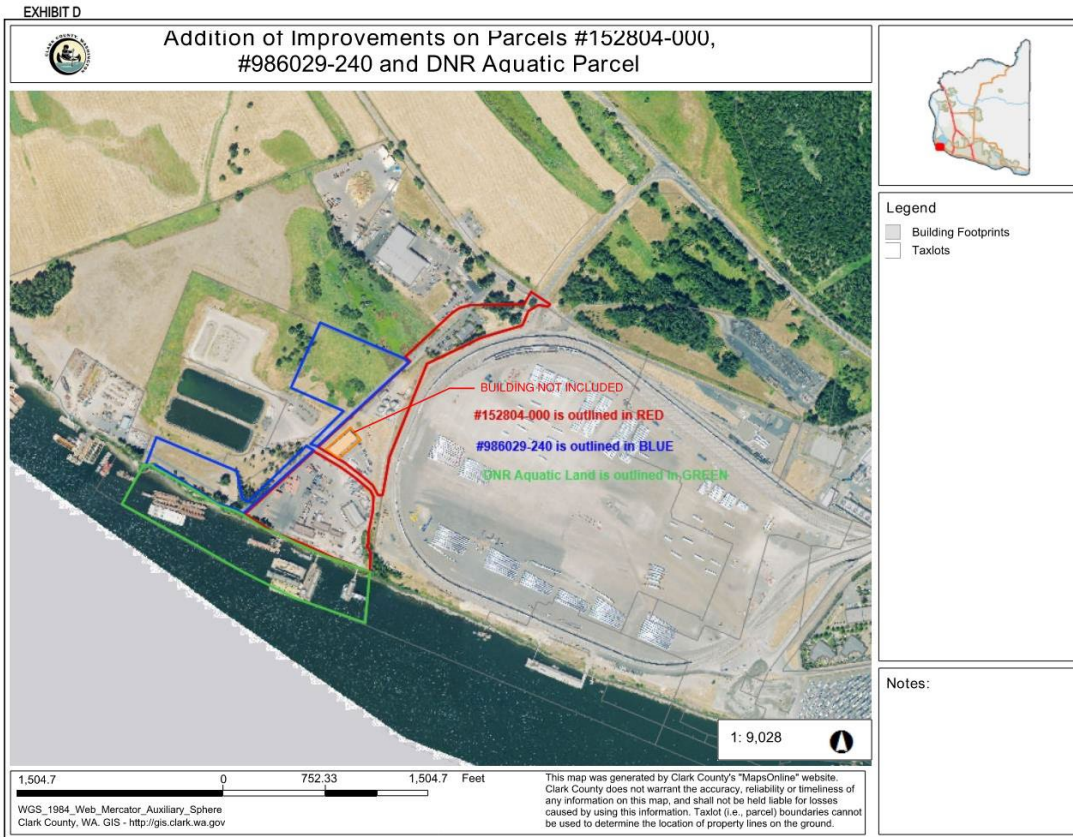 EXHIBIT D
Addition of Improvements on Parcels #152804-000,
#986029-240 and DNR Aquatic Parcel
CLARK COUNTY, WASHINGTON
BUILDING NOT INCLUDED
#152804-000 is outlined in RED
#986029-240 is outlined in BLUE
DNR Aquatic Land is outlined in GREEN
Legend
Building Footprints
Taxlots
Notes:
1: 9,028
1,504.7 0 752.33 1,504.7 Feet
WGS_1984_Web_Mercator_Auxiliary_Sphere
Clark County, WA. GIS - http://gis.clark.wa.gov
This map was generated by Clark County's "MapsOnline" website.
Clark County does not warrant the accuracy, reliability or timeliness of
any information on this map, and shall not be held liable for losses
caused by using this information. Taxlot (i.e., parcel) boundaries cannot
be used to determine the location of property lines on the ground.